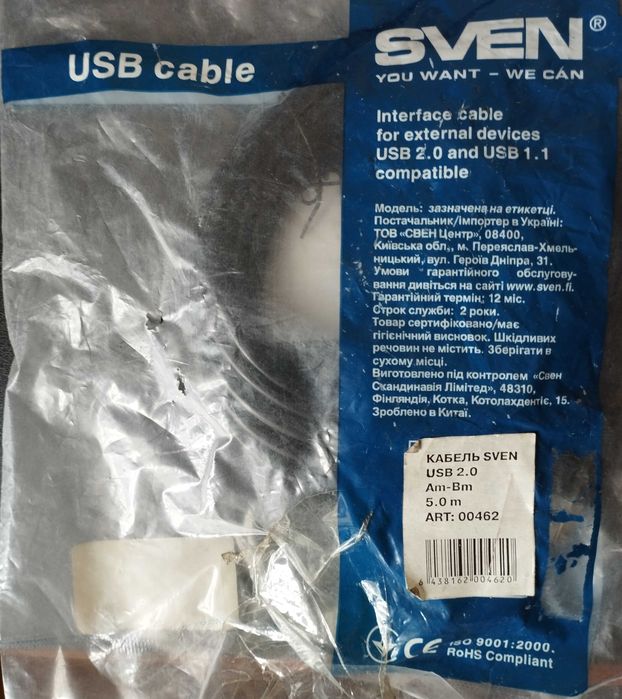 USB cable
SVEN®
YOU WANT – WE CAN
Interface cable
for external devices
USB 2.0 and USB 1.1
compatible
Модель: зазначена на етикетці.
Постачальник/Імпортер в Україні:
ТОВ «СВЕН Центр», 08400,
Київська обл., м. Переяслав-Хмель-
ницький, вул. Героїв Дніпра, 31.
Умови гарантійного обслугову-
вання дивіться на сайті www.sven.fi.
Гарантійний термін: 12 міс.
Строк служби: 2 роки.
Товар сертифіковано/має
гігієнічний висновок. Шкідливих
речовин не містить. Зберігати в
сухому місці.
Виготовлено під контролем «Свен
Скандинавія Лімітед», 48310,
Фінляндія, Котка, Котолахдентіє, 15.
Зроблено в Китаї.
КАБЕЛЬ SVEN
USB 2.0
Am-Bm
5.0 m
ART: 00462
6 438162 004620
CE ISO 9001:2000.
RoHS Compliant